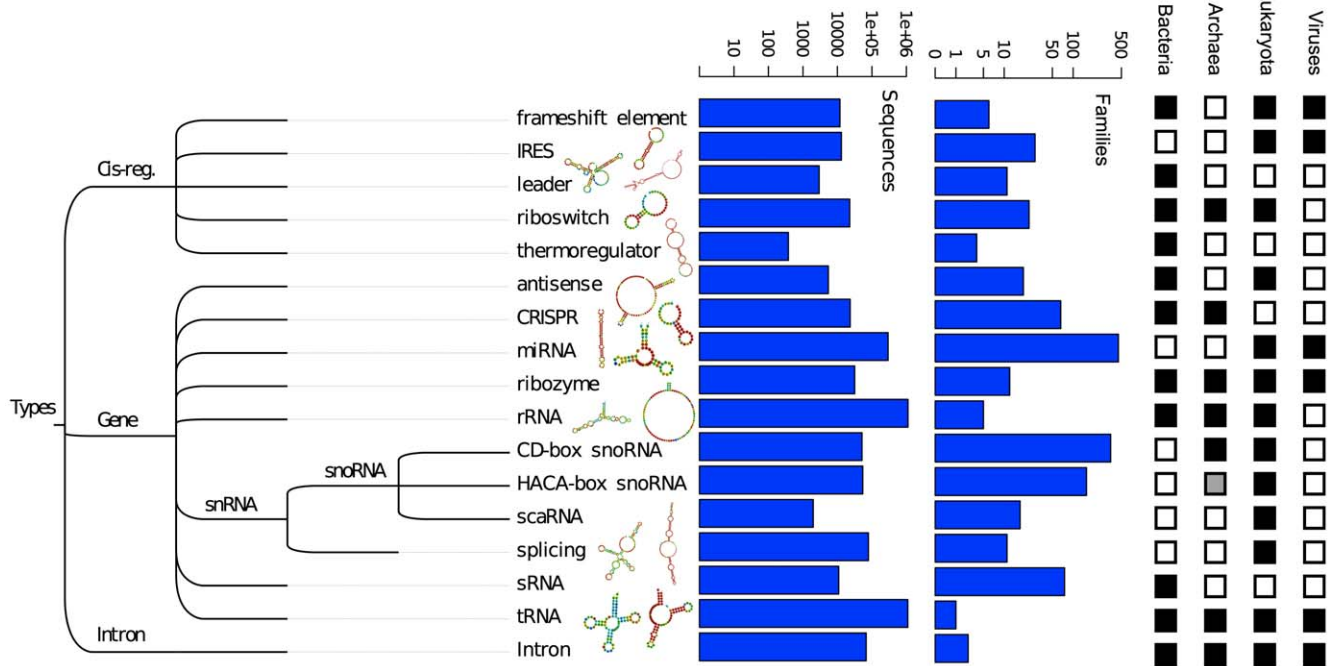 10
100
1000
10000
1e+05
1e+06
Sequences
0
1
5
10
50
100
500
Families
Bacteria
Archaea
ukaryota
Viruses
frameshift element
IRES
leader
riboswitch
thermoregulator
antisense
CRISPR
miRNA
ribozyme
rRNA
CD-box snoRNA
HACA-box snoRNA
scaRNA
splicing
sRNA
tRNA
Intron
Cis-reg.
Types
Gene
snoRNA
snRNA
Intron